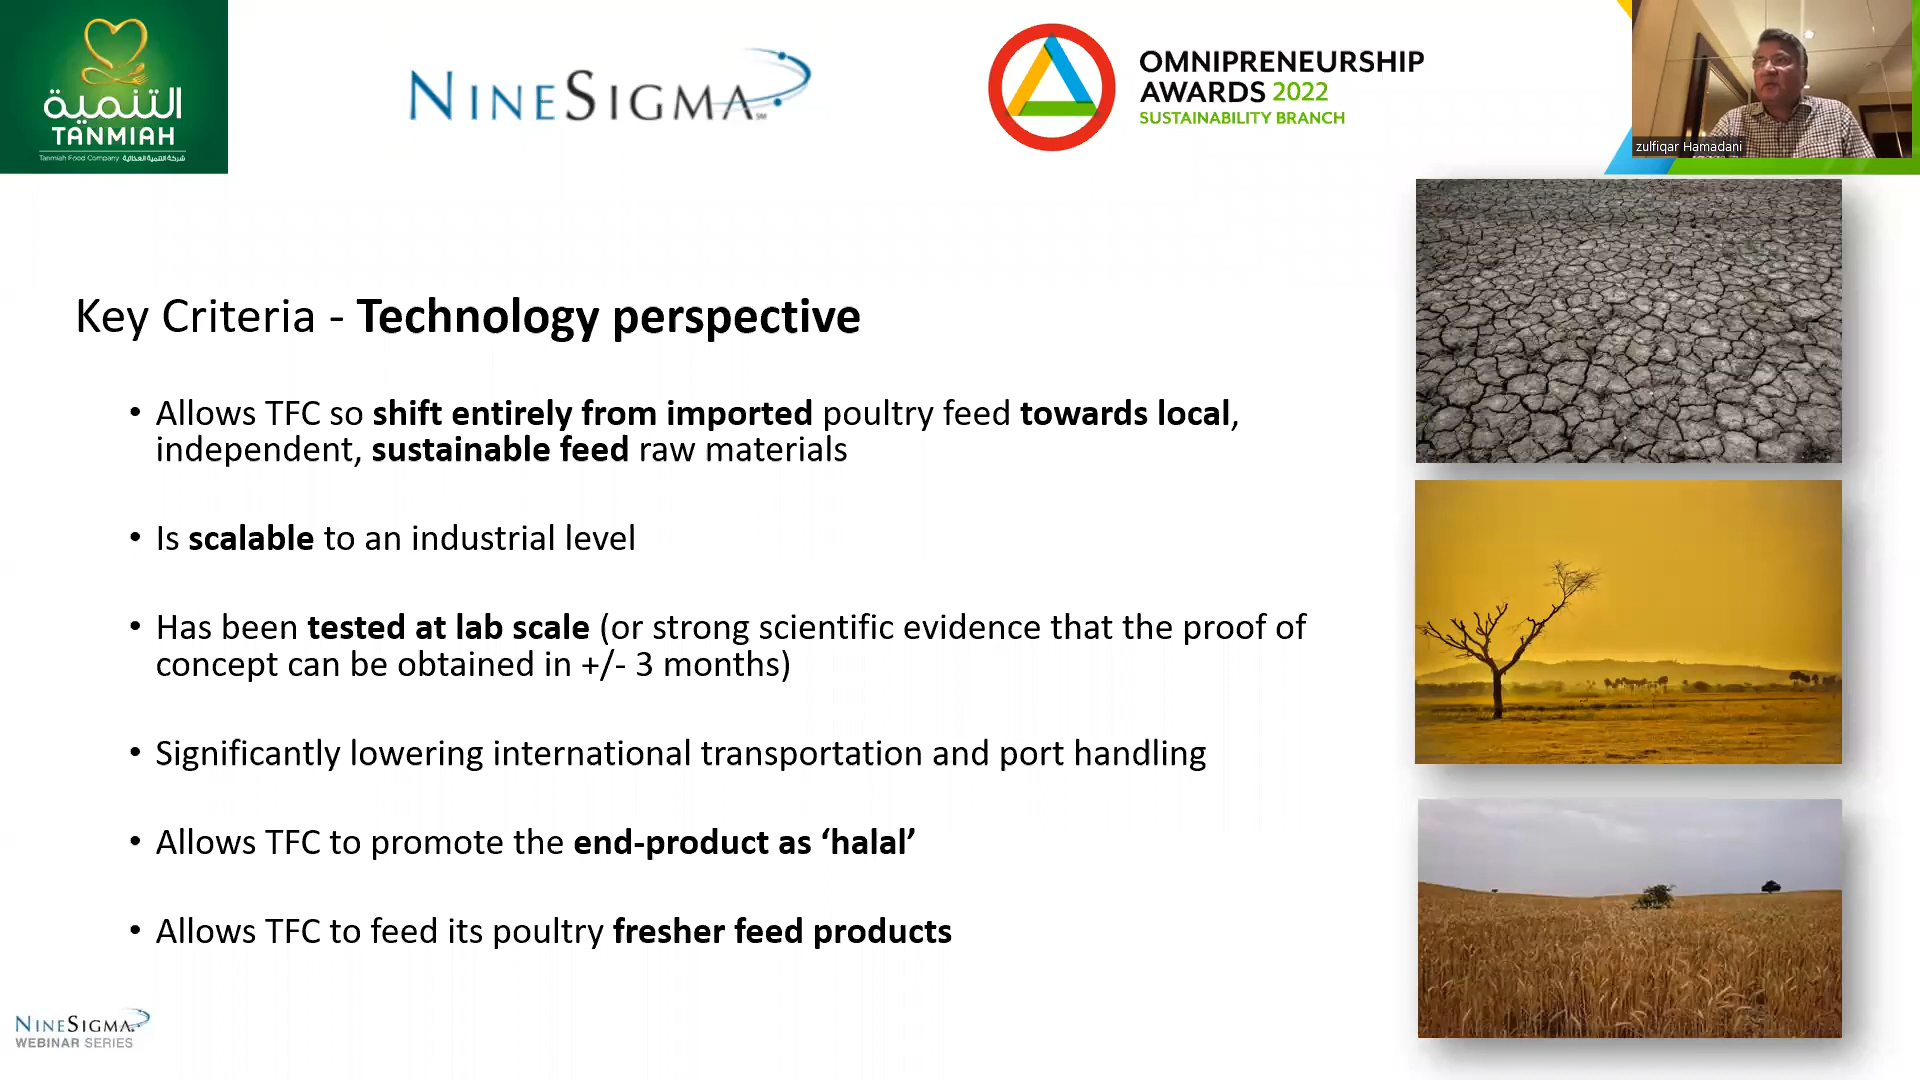 التنمية
TANMIAH
Tanmiah Food Company شركة التنمية الغذائية
NINESIGMA
SM
OMNIPRENEURSHIP
AWARDS 2022
SUSTAINABILITY BRANCH
zulfiqar Hamadani
Key Criteria - Technology perspective
• Allows TFC so shift entirely from imported poultry feed towards local,
independent, sustainable feed raw materials
• Is scalable to an industrial level
• Has been tested at lab scale (or strong scientific evidence that the proof of
concept can be obtained in +/- 3 months)
• Significantly lowering international transportation and port handling
• Allows TFC to promote the end-product as ‘halal’
• Allows TFC to feed its poultry fresher feed products
NINESIGMA
WEBINAR SERIES